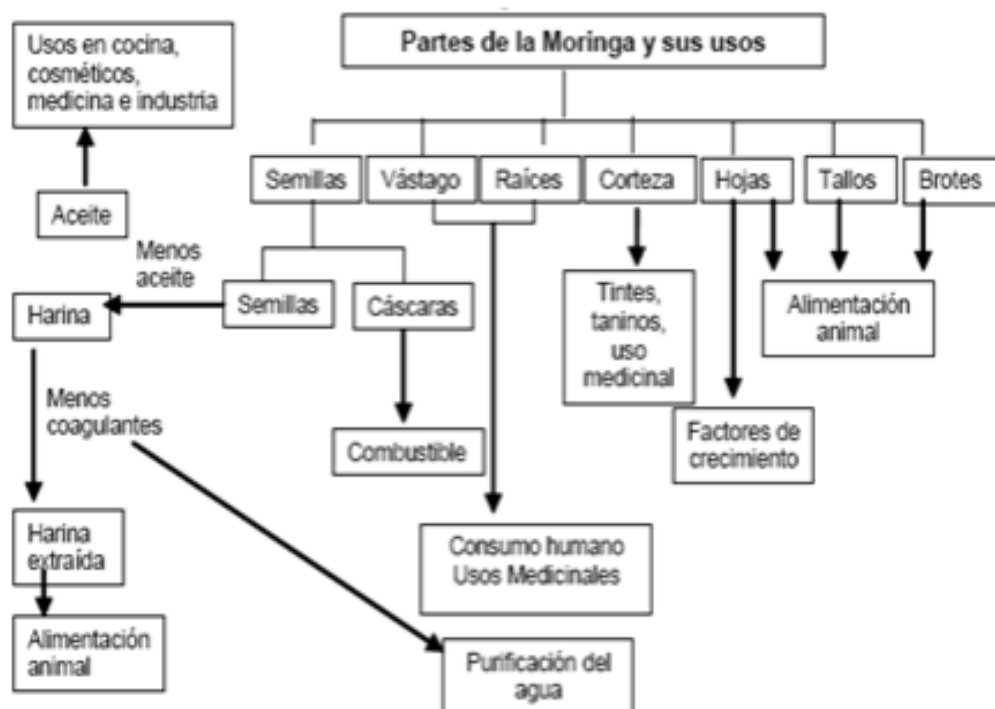 Partes de la Moringa y sus usos
Usos en cocina,
cosméticos,
medicina e industria
Semillas
Vástago
Raíces
Corteza
Hojas
Tallos
Brotes
Aceite
Menos
aceite
Harina
Semillas
Cáscaras
Tintes,
taninos,
uso
medicinal
Alimentación
animal
Menos
coagulantes
Combustible
Factores de
crecimiento
Harina
extraída
Consumo humano
Usos Medicinales
Alimentación
animal
Purificación del
agua